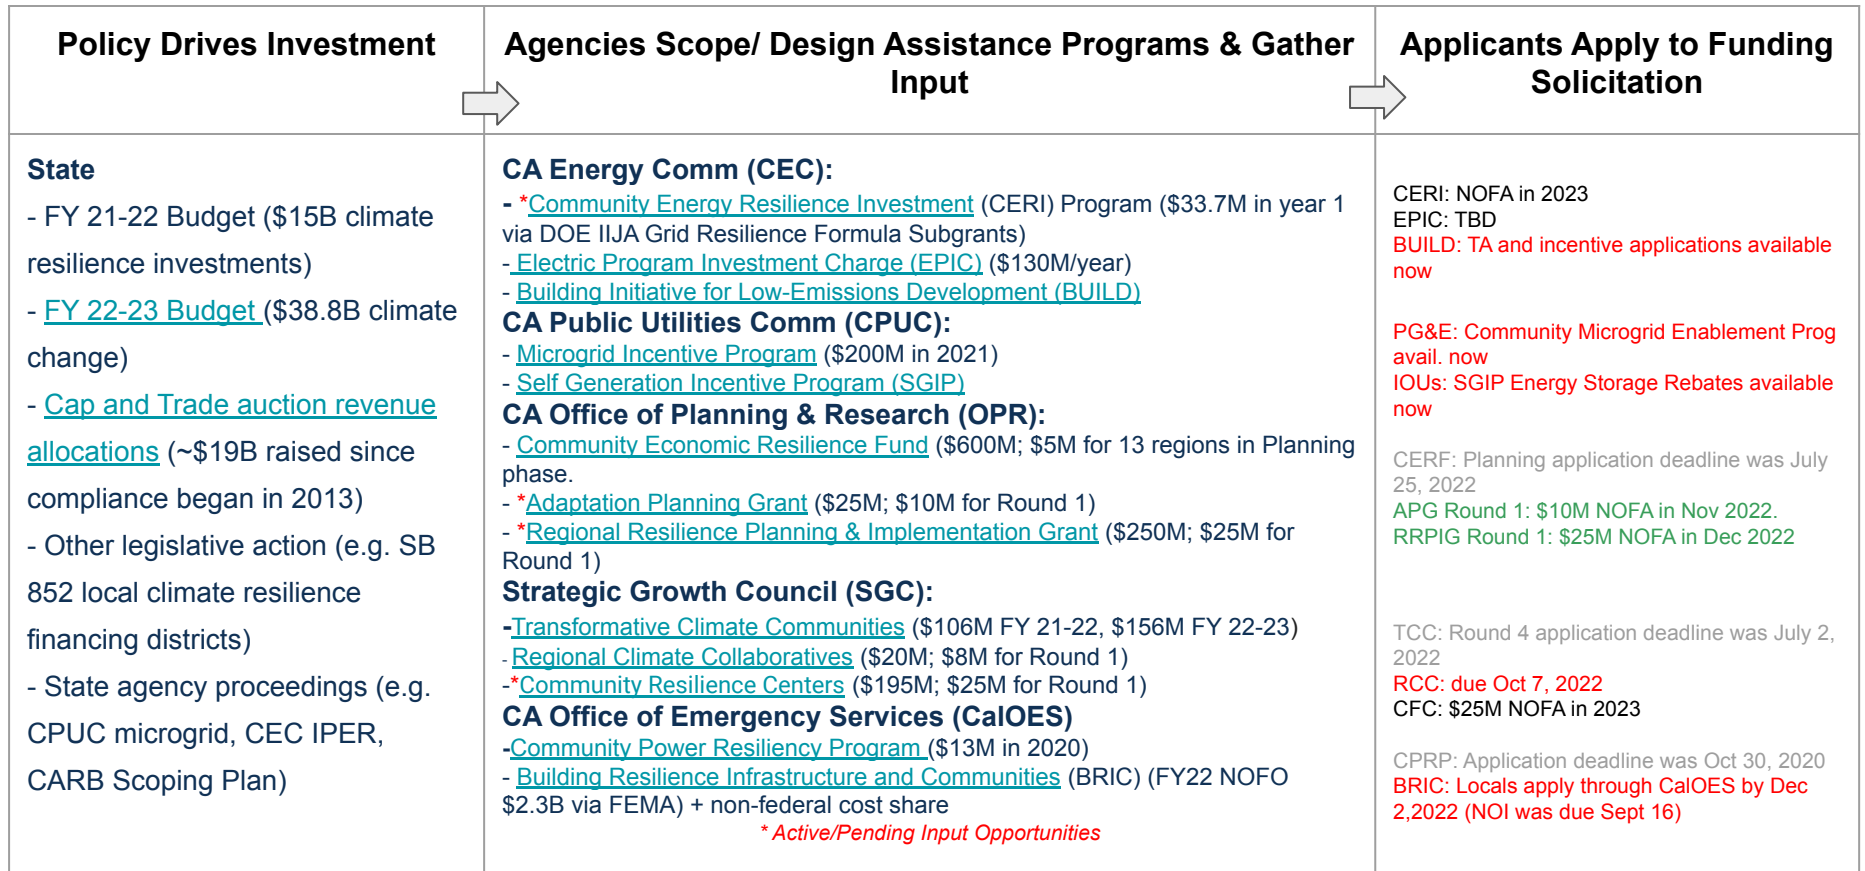 Policy Drives Investment
Agencies Scope/ Design Assistance Programs & Gather
Input
Applicants Apply to Funding
Solicitation
State
- FY 21-22 Budget ($15B climate
resilience investments)
- FY 22-23 Budget ($38.8B climate
change)
- Cap and Trade auction revenue
allocations (~$19B raised since
compliance began in 2013)
- Other legislative action (e.g. SB
852 local climate resilience
financing districts)
- State agency proceedings (e.g.
CPUC microgrid, CEC IPER,
CARB Scoping Plan)
CA Energy Comm (CEC):
- *Community Energy Resilience Investment (CERI) Program ($33.7M in year 1
via DOE IIJA Grid Resilience Formula Subgrants)
- Electric Program Investment Charge (EPIC) ($130M/year)
- Building Initiative for Low-Emissions Development (BUILD)
CA Public Utilities Comm (CPUC):
- Microgrid Incentive Program ($200M in 2021)
- Self Generation Incentive Program (SGIP)
CA Office of Planning & Research (OPR):
- Community Economic Resilience Fund ($600M; $5M for 13 regions in Planning
phase.
- *Adaptation Planning Grant ($25M; $10M for Round 1)
- *Regional Resilience Planning & Implementation Grant ($250M; $25M for
Round 1)
Strategic Growth Council (SGC):
-Transformative Climate Communities ($106M FY 21-22, $156M FY 22-23)
- Regional Climate Collaboratives ($20M; $8M for Round 1)
-*Community Resilience Centers ($195M; $25M for Round 1)
CA Office of Emergency Services (CalOES)
-Community Power Resiliency Program ($13M in 2020)
- Building Resilience Infrastructure and Communities (BRIC) (FY22 NOFO
$2.3B via FEMA) + non-federal cost share
* Active/Pending Input Opportunities
CERI: NOFA in 2023
EPIC: TBD
BUILD: TA and incentive applications available
now
PG&E: Community Microgrid Enablement Prog
avail. now
IOUs: SGIP Energy Storage Rebates available
now
CERF: Planning application deadline was July
25, 2022
APG Round 1: $10M NOFA in Nov 2022.
RRPIG Round 1: $25M NOFA in Dec 2022
TCC: Round 4 application deadline was July 2,
2022
RCC: due Oct 7, 2022
CFC: $25M NOFA in 2023
CPRP: Application deadline was Oct 30, 2020
BRIC: Locals apply through CalOES by Dec
2,2022 (NOI was due Sept 16)